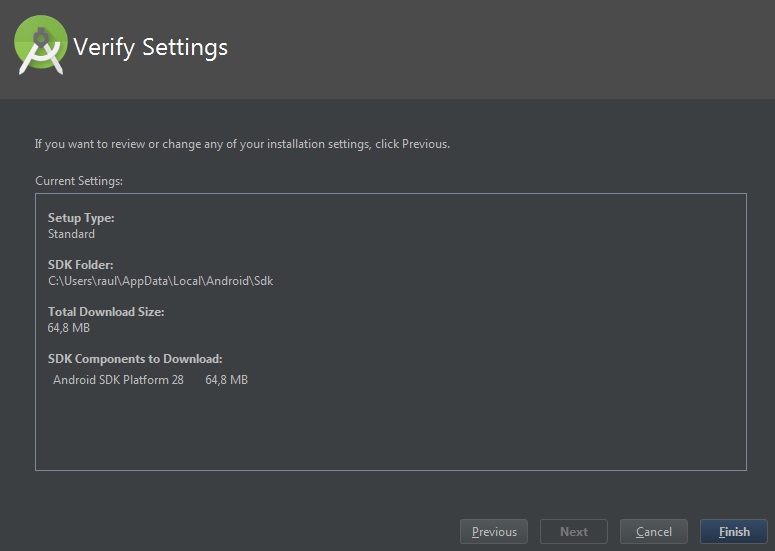 Verify Settings
If you want to review or change any of your installation settings, click Previous.
Current Settings:
Setup Type:
Standard
SDK Folder:
C:\Users\raul\AppData\Local\Android\Sdk
Total Download Size:
64,8 MB
SDK Components to Download:
Android SDK Platform 28 64,8 MB
Previous Next Cancel Finish